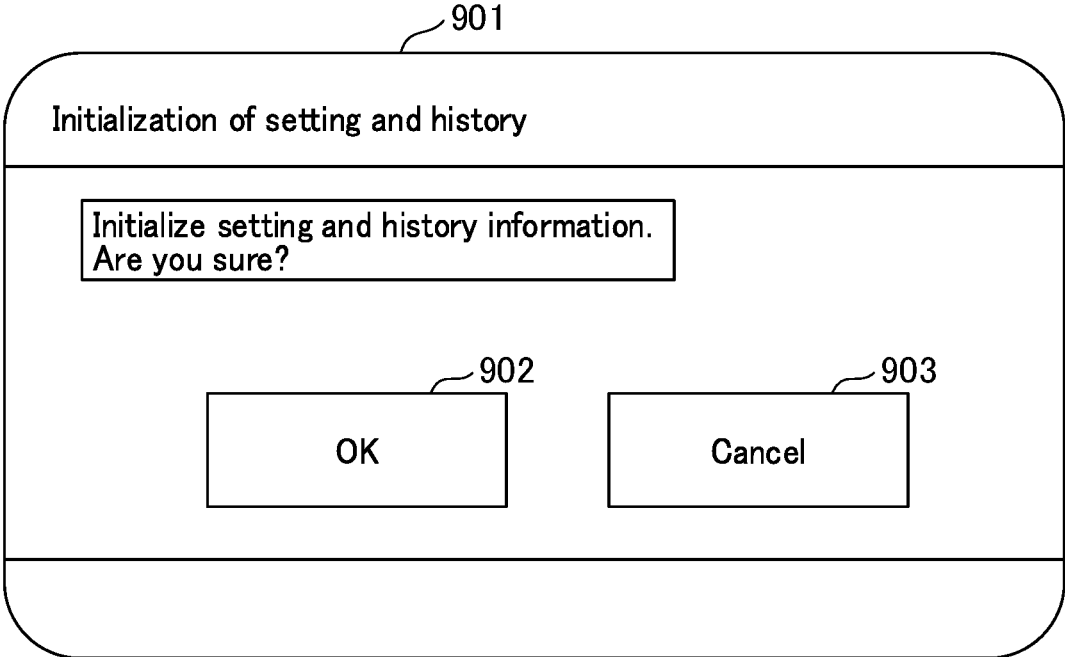 901
Initialization of setting and history
Initialize setting and history information.
Are you sure?
902
903
OK
Cancel